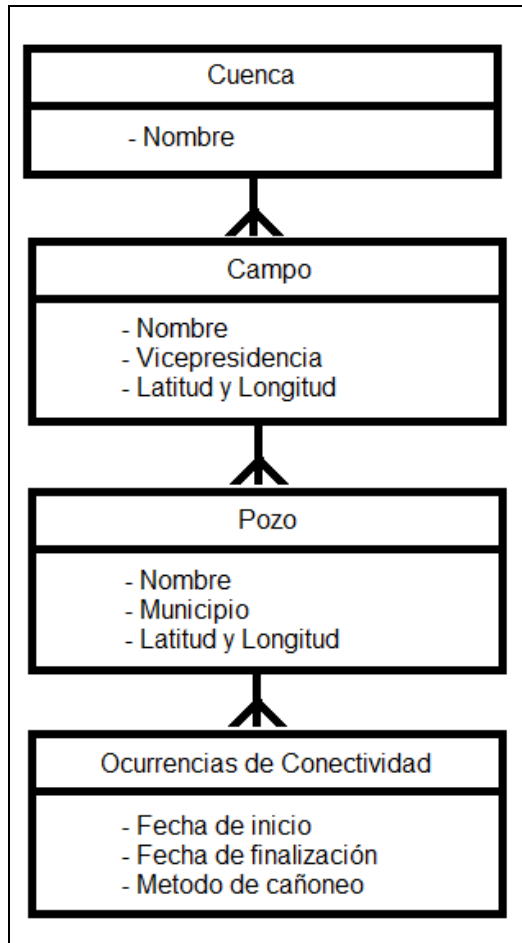 Cuenca
- Nombre
Campo
- Nombre
- Vicepresidencia
- Latitud y Longitud
Pozo
- Nombre
- Municipio
- Latitud y Longitud
Ocurrencias de Conectividad
- Fecha de inicio
- Fecha de finalización
- Metodo de cañoneo